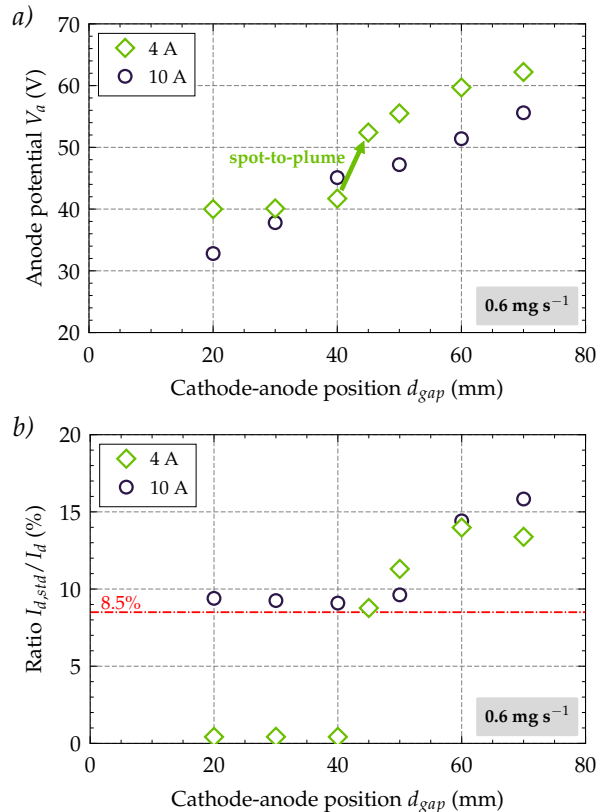 a)
70
60
50
40
30
20
Anode potential V_a (V)
4 A
10 A
spot-to-plume
0.6 mg s⁻¹
0 20 40 60 80
Cathode-anode position d_gap (mm)
b)
20
15
10
5
0
Ratio I_d,std / I_d (%)
4 A
10 A
8.5%
0.6 mg s⁻¹
0 20 40 60 80
Cathode-anode position d_gap (mm)